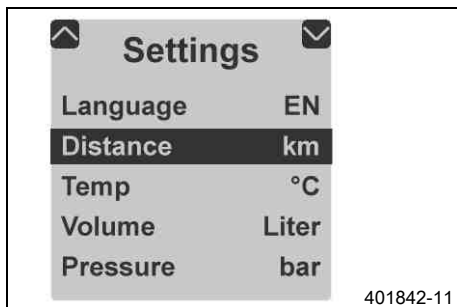 Settings
Language EN
Distance km
Temp °C
Volume Liter
Pressure bar
401842-11